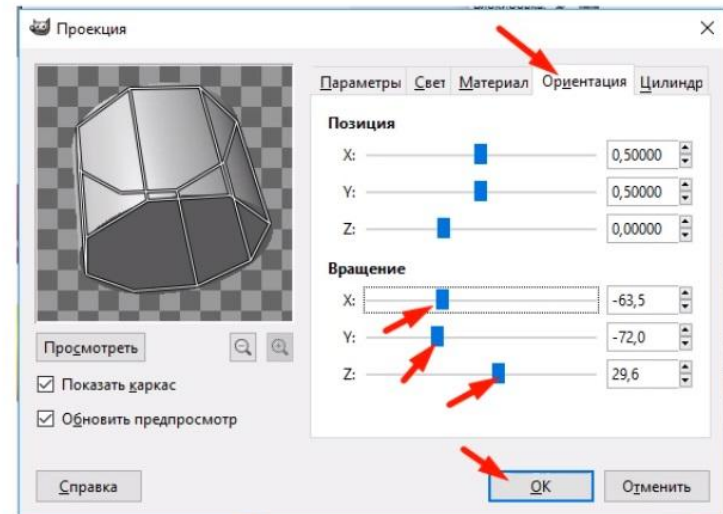 Проекция
Параметры Свет Материал Ориентация Цилиндр
Позиция
X: 0,50000
Y: 0,50000
Z: 0,00000
Вращение
X: -63,5
Y: -72,0
Z: 29,6
Просмотреть
Показать каркас
Обновить предпросмотр
Справка
OK
Отменить